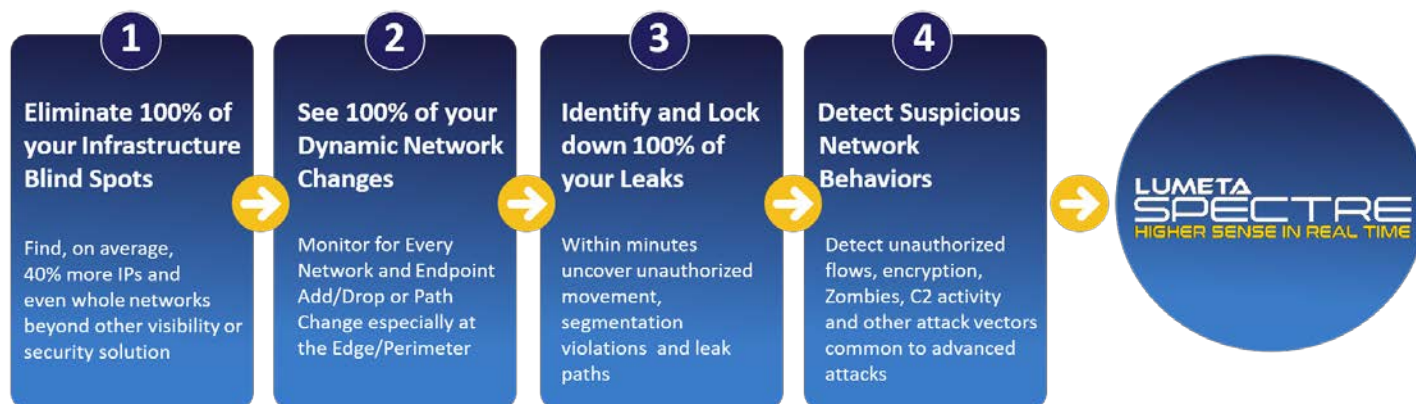 1
Eliminate 100% of
your Infrastructure
Blind Spots
Find, on average,
40% more IPs and
even whole networks
beyond other visibility or
security solution
2
See 100% of your
Dynamic Network
Changes
Monitor for Every
Network and Endpoint
Add/Drop or Path
Change especially at
the Edge/Perimeter
3
Identify and Lock
down 100% of
your Leaks
Within minutes
uncover unauthorized
movement,
segmentation
violations and leak
paths
4
Detect Suspicious
Network
Behaviors
Detect unauthorized
flows, encryption,
Zombies, C2 activity
and other attack vectors
common to advanced
attacks
LUMETA
SPECTRE
HIGHER SENSE IN REAL TIME